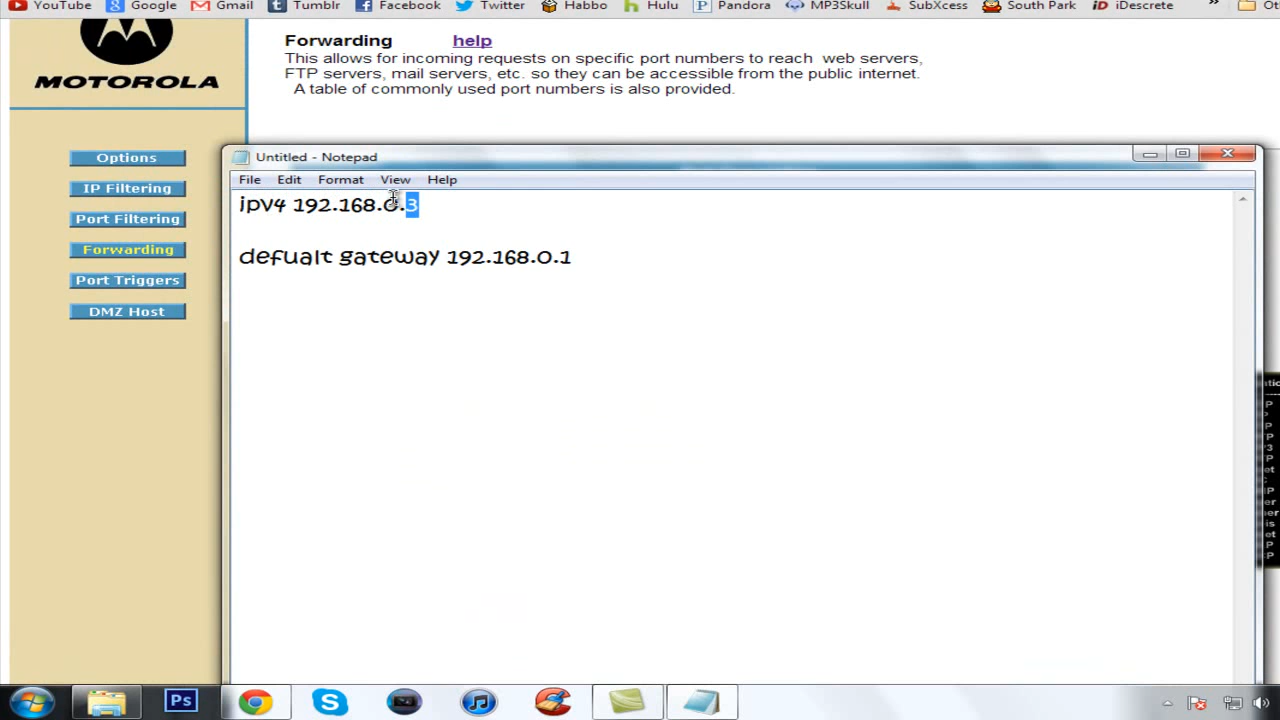 YouTube Google Gmail Tumblr Facebook Twitter Habbo Hulu Pandora MP3Skull SubXcess South Park iDescrete » Ot
MOTOROLA
Forwarding help
This allows for incoming requests on specific port numbers to reach web servers,
FTP servers, mail servers, etc. so they can be accessible from the public internet.
A table of commonly used port numbers is also provided.
Options
IP Filtering
Port Filtering
Forwarding
Port Triggers
DMZ Host
Untitled - Notepad
File Edit Format View Help
ipv4 192.168.0.3
defualt gateway 192.168.0.1
Ps